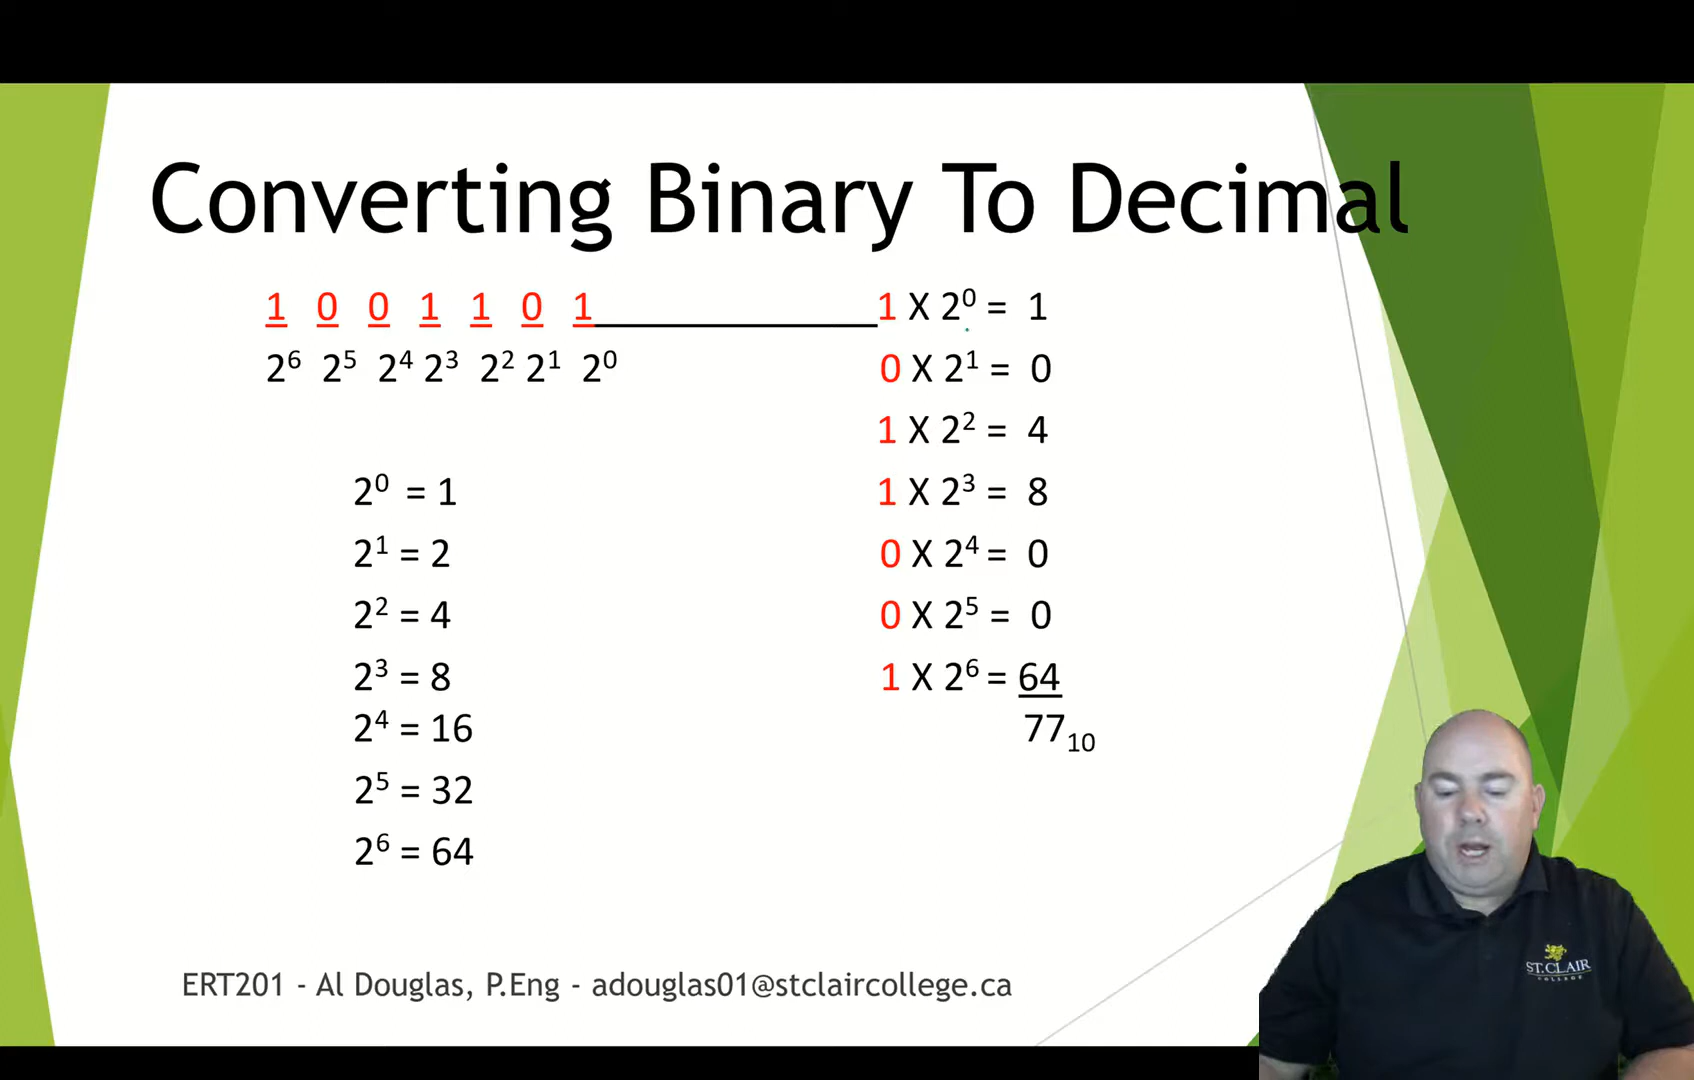 Converting Binary To Decimal
1 0 0 1 1 0 1
2⁶ 2⁵ 2⁴ 2³ 2² 2¹ 2⁰
2⁰ = 1
2¹ = 2
2² = 4
2³ = 8
2⁴ = 16
2⁵ = 32
2⁶ = 64
1 X 2⁰ = 1
0 X 2¹ = 0
1 X 2² = 4
1 X 2³ = 8
0 X 2⁴ = 0
0 X 2⁵ = 0
1 X 2⁶ = 64
77₁₀
ERT201 - Al Douglas, P.Eng - adouglas01@stclaircollege.ca
ST. CLAIR
COLLEGE